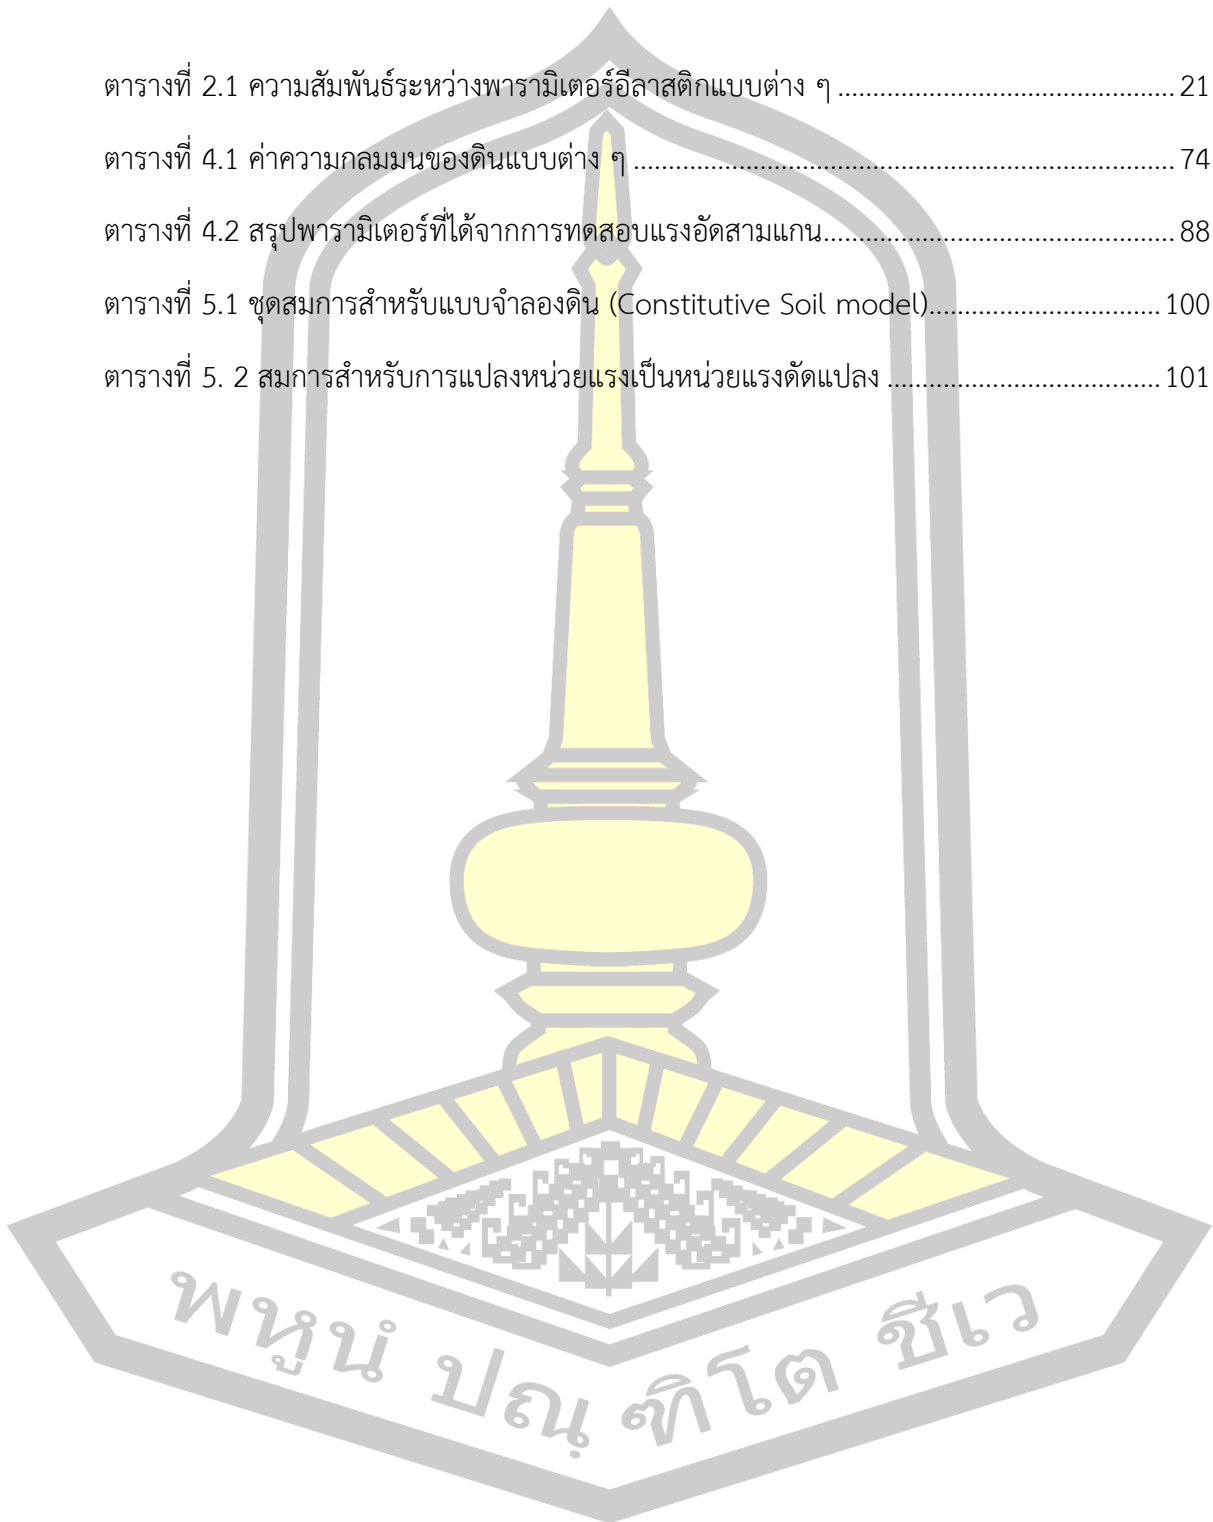 ตารางที่ 2.1 ความสัมพันธ์ระหว่างพารามิเตอร์อีลาสติกแบบต่าง ๆ ................................................ 21
ตารางที่ 4.1 ค่าความกลมมนของดินแบบต่าง ๆ ............................................................................. 74
ตารางที่ 4.2 สรุปพารามิเตอร์ที่ได้จากการทดสอบแรงอัดสามแกน.................................................. 88
ตารางที่ 5.1 ชุดสมการสำหรับแบบจำลองดิน (Constitutive Soil model)................................. 100
ตารางที่ 5. 2 สมการสำหรับการแปลงหน่วยแรงเป็นหน่วยแรงดัดแปลง ....................................... 101
พหูนํ ปณฺ ฑิโต ชีเว